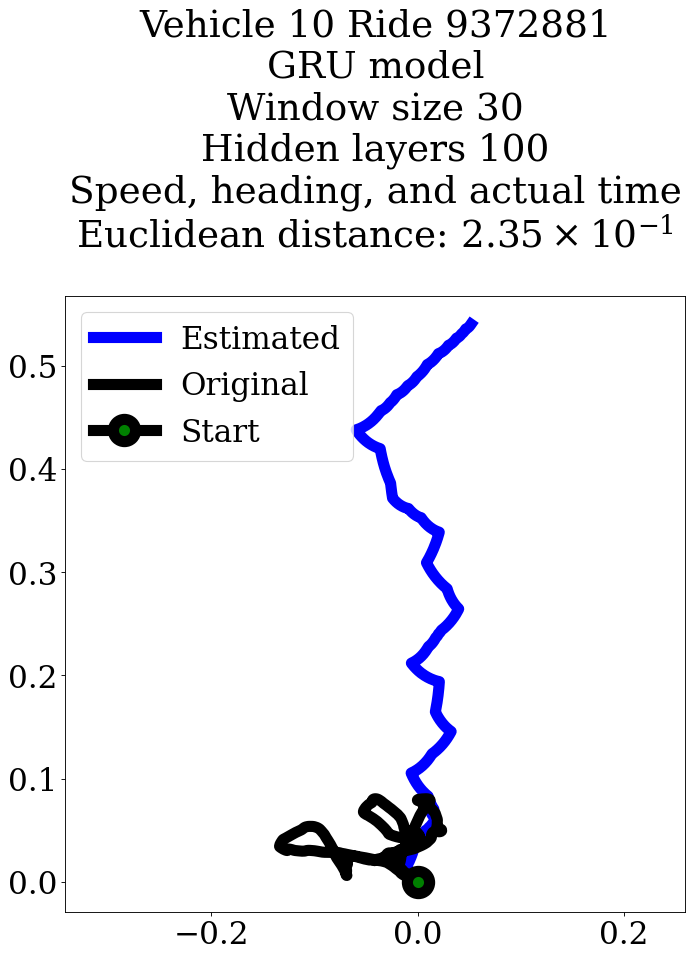 Vehicle 10 Ride 9372881
GRU model
Window size 30
Hidden layers 100
Speed, heading, and actual time
Euclidean distance: 2.35 × 10⁻¹
Estimated
Original
Start
0.5
0.4
0.3
0.2
0.1
0.0
−0.2
0.0
0.2